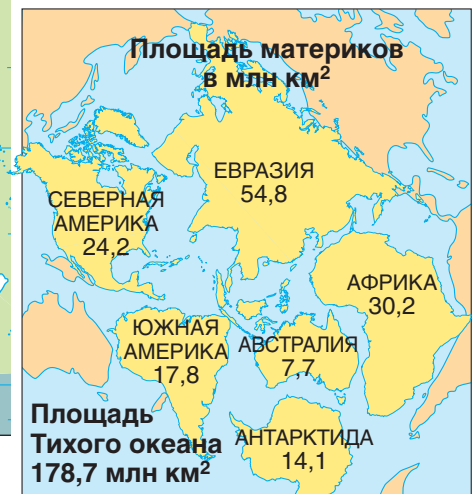 Площадь материков
в млн км²
ЕВРАЗИЯ
54,8
СЕВЕРНАЯ
АМЕРИКА
24,2
АФРИКА
30,2
ЮЖНАЯ
АМЕРИКА
17,8
АВСТРАЛИЯ
7,7
АНТАРКТИДА
14,1
Площадь
Тихого океана
178,7 млн км²